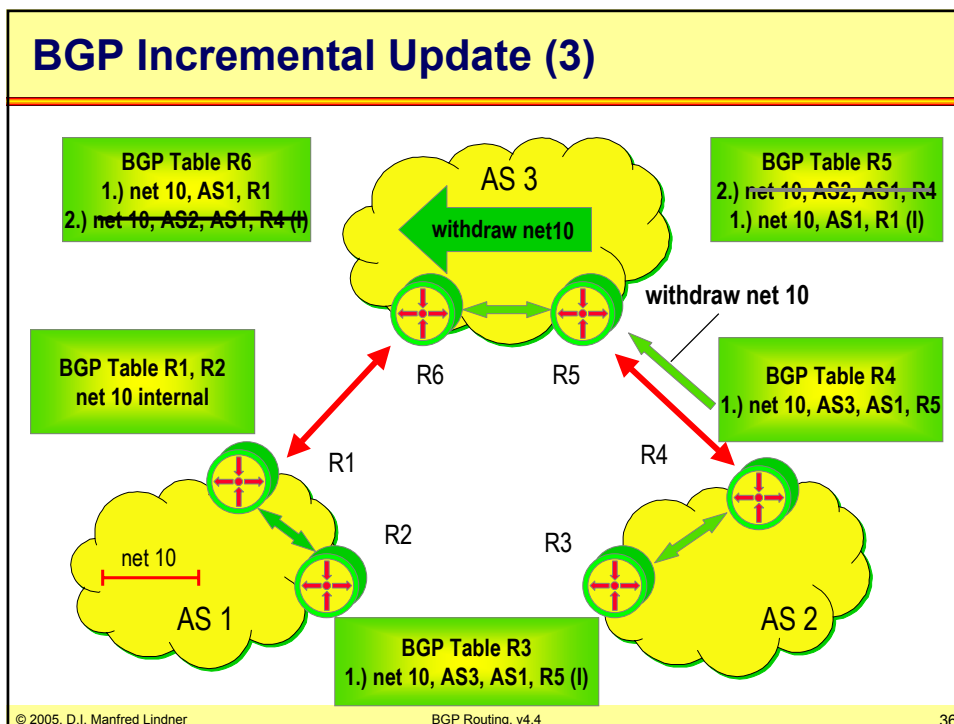 BGP Incremental Update (3)
BGP Table R6
1.) net 10, AS1, R1
2.) net 10, AS2, AS1, R4 (I)
AS 3
withdraw net10
BGP Table R5
2.) net 10, AS2, AS1, R4
1.) net 10, AS1, R1 (I)
withdraw net 10
R6
R5
BGP Table R1, R2
net 10 internal
BGP Table R4
1.) net 10, AS3, AS1, R5
R1
R4
R2
R3
net 10
AS 1
AS 2
BGP Table R3
1.) net 10, AS3, AS1, R5 (I)
© 2005, D.I. Manfred Lindner
BGP Routing, v4.4
36